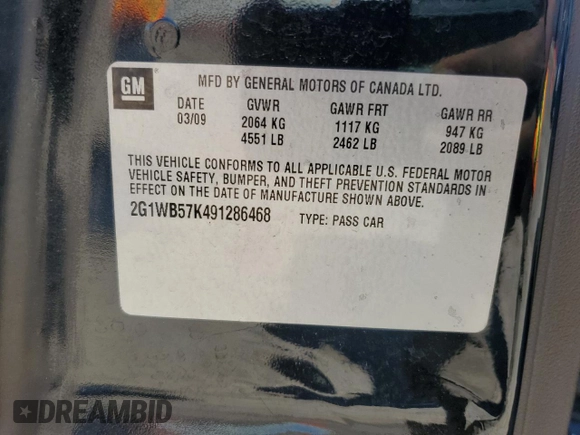 GM
MFD BY GENERAL MOTORS OF CANADA LTD.
DATE GVWR GAWR FRT GAWR RR
03/09 2064 KG 1117 KG 947 KG
4551 LB 2462 LB 2089 LB
THIS VEHICLE CONFORMS TO ALL APPLICABLE U.S. FEDERAL MOTOR
VEHICLE SAFETY, BUMPER, AND THEFT PREVENTION STANDARDS IN
EFFECT ON THE DATE OF MANUFACTURE SHOWN ABOVE.
2G1WB57K491286468 TYPE: PASS CAR
DREAMBID